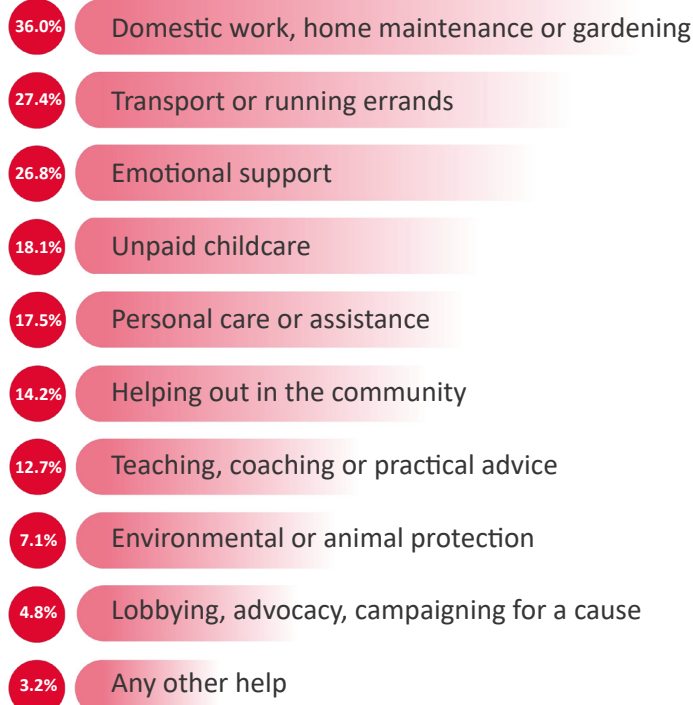 36.0% Domestic work, home maintenance or gardening
27.4% Transport or running errands
26.8% Emotional support
18.1% Unpaid childcare
17.5% Personal care or assistance
14.2% Helping out in the community
12.7% Teaching, coaching or practical advice
7.1% Environmental or animal protection
4.8% Lobbying, advocacy, campaigning for a cause
3.2% Any other help